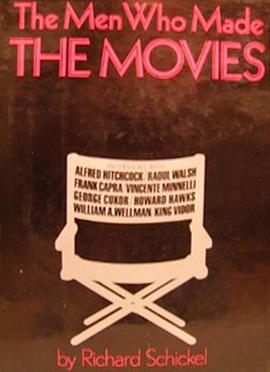 The Men Who Made
THE MOVIES
INTERVIEWS WITH
ALFRED HITCHCOCK/RAOUL WALSH
FRANK CAPRA/VINCENTE MINNELLI
GEORGE CUKOR/HOWARD HAWKS
WILLIAM A. WELLMAN KING VIDOR
by Richard Schickel